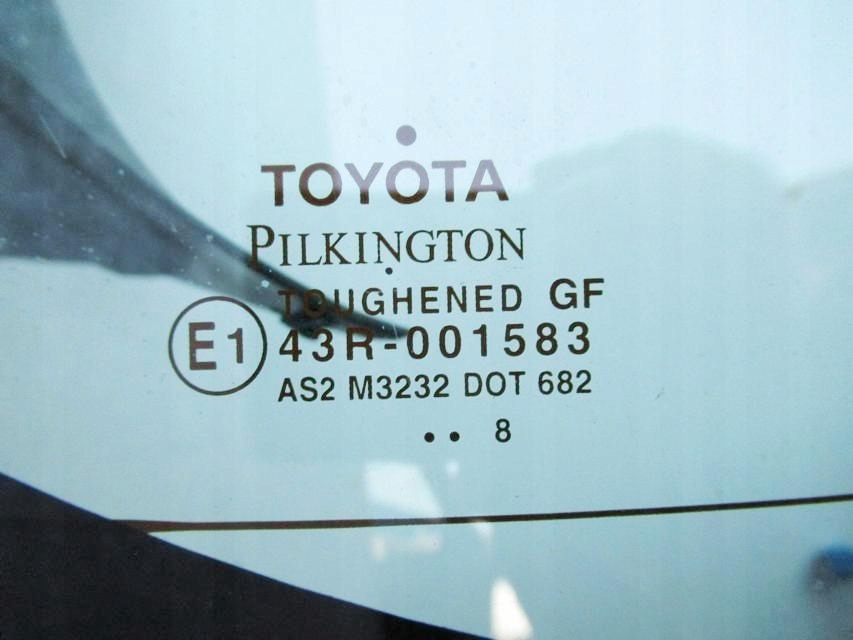 TOYOTA
PILKINGTON
TOUGHENED GF
E1 43R-001583
AS2 M3232 DOT 682
•• 8